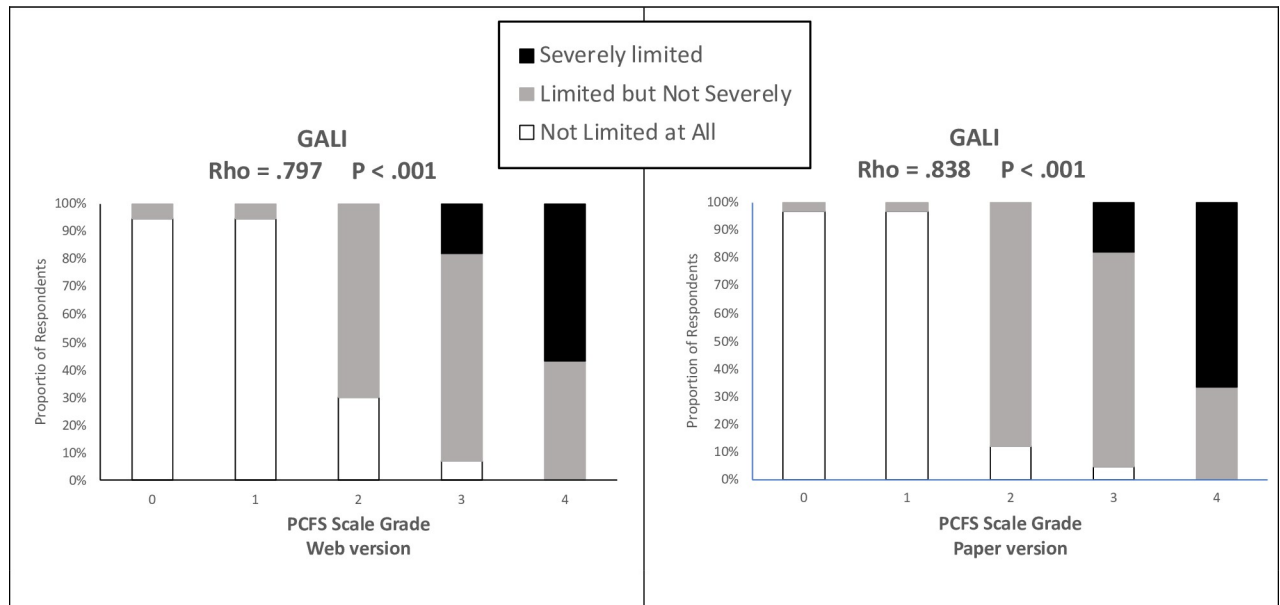 Severely limited
Limited but Not Severely
Not Limited at All
GALI
Rho = .797 P < .001
100%
90%
80%
70%
60%
50%
40%
30%
20%
10%
0%
Proportio of Respondents
0 1 2 3 4
PCFS Scale Grade
Web version
GALI
Rho = .838 P < .001
100%
90%
80%
70%
60%
50%
40%
30%
20%
10%
0%
Proportion of Respondents
0 1 2 3 4
PCFS Scale Grade
Paper version